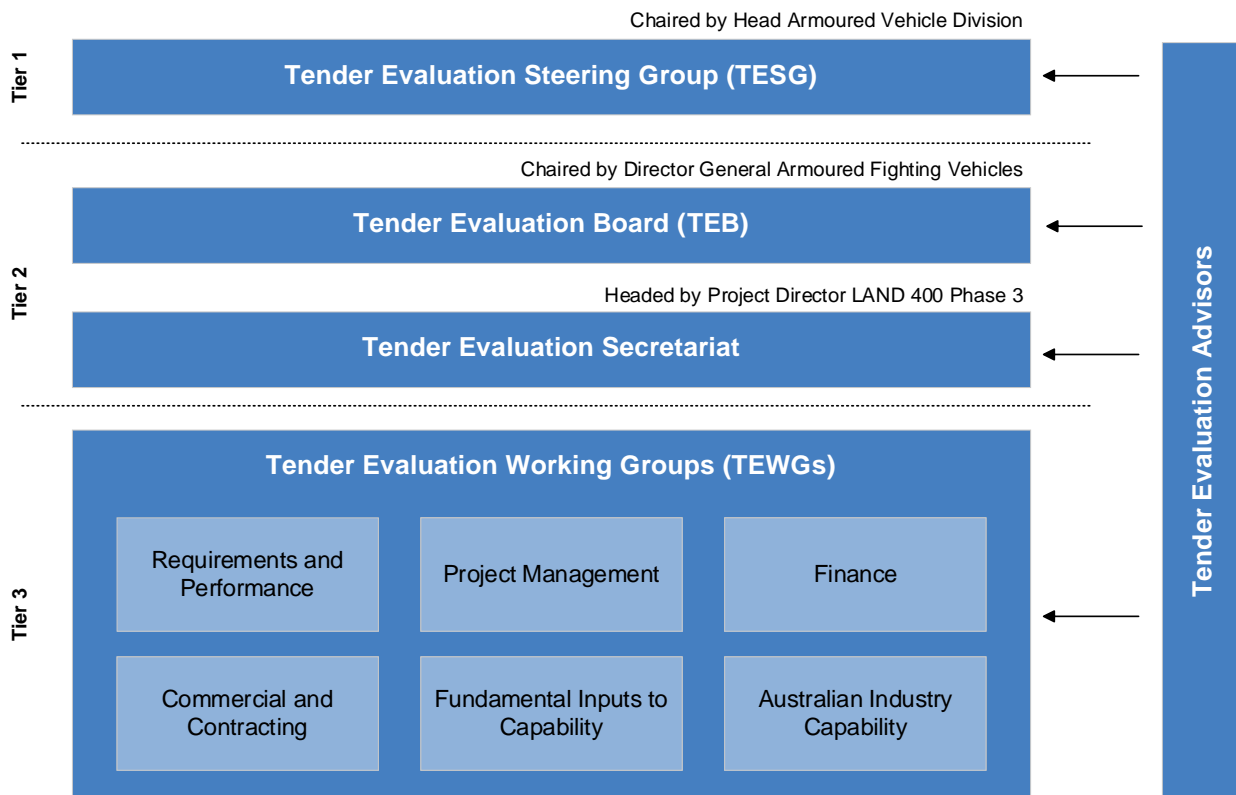 Chaired by Head Armoured Vehicle Division
Tier 1
Tender Evaluation Steering Group (TESG)
Chaired by Director General Armoured Fighting Vehicles
Tender Evaluation Board (TEB)
Tier 2
Headed by Project Director LAND 400 Phase 3
Tender Evaluation Secretariat
Tender Evaluation Advisors
Tender Evaluation Working Groups (TEWGs)
Tier 3
Requirements and
Performance
Project Management
Finance
Commercial and
Contracting
Fundamental Inputs to
Capability
Australian Industry
Capability